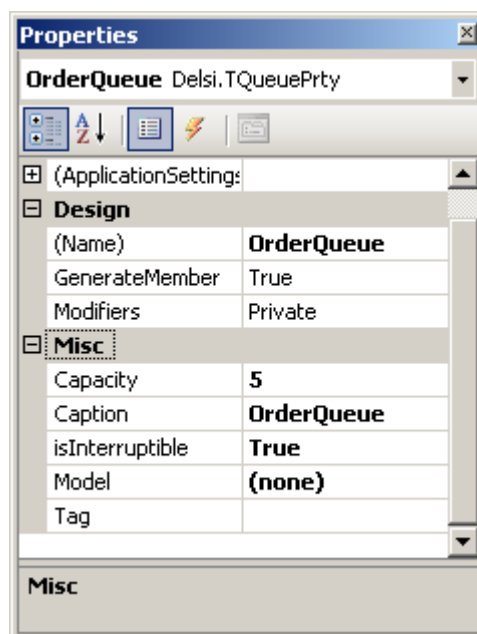 Properties
OrderQueue Delsi.TQueuePrty
(ApplicationSettings
Design
(Name) OrderQueue
GenerateMember True
Modifiers Private
Misc
Capacity 5
Caption OrderQueue
isInterruptible True
Model (none)
Tag
Misc